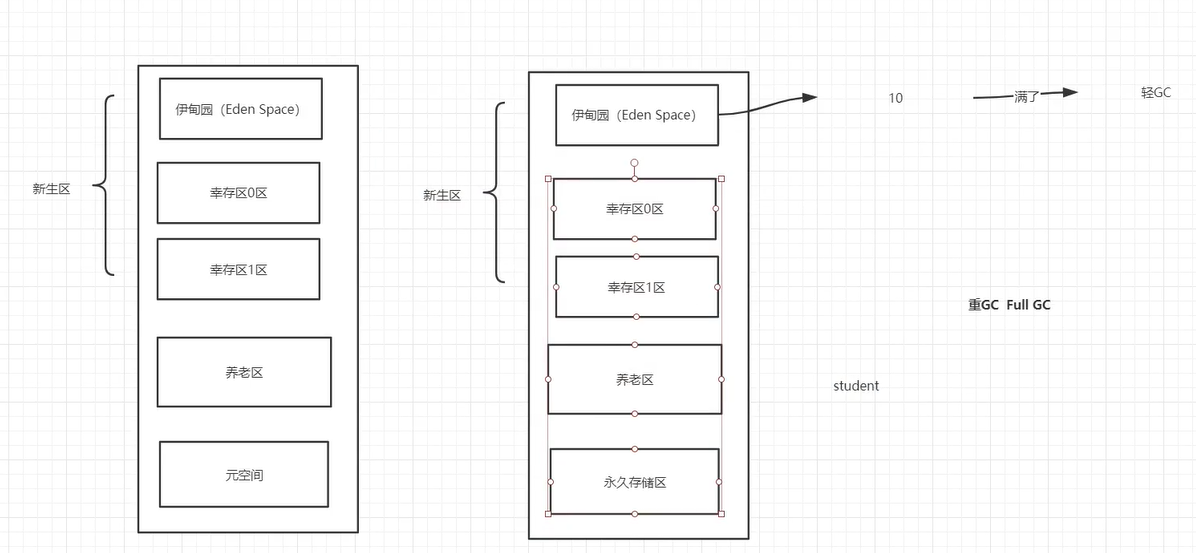 伊甸园（Eden Space）
新生区
幸存区0区
幸存区1区
养老区
元空间
伊甸园（Eden Space）
10
满了
轻GC
新生区
幸存区0区
幸存区1区
重GC Full GC
养老区
student
永久存储区